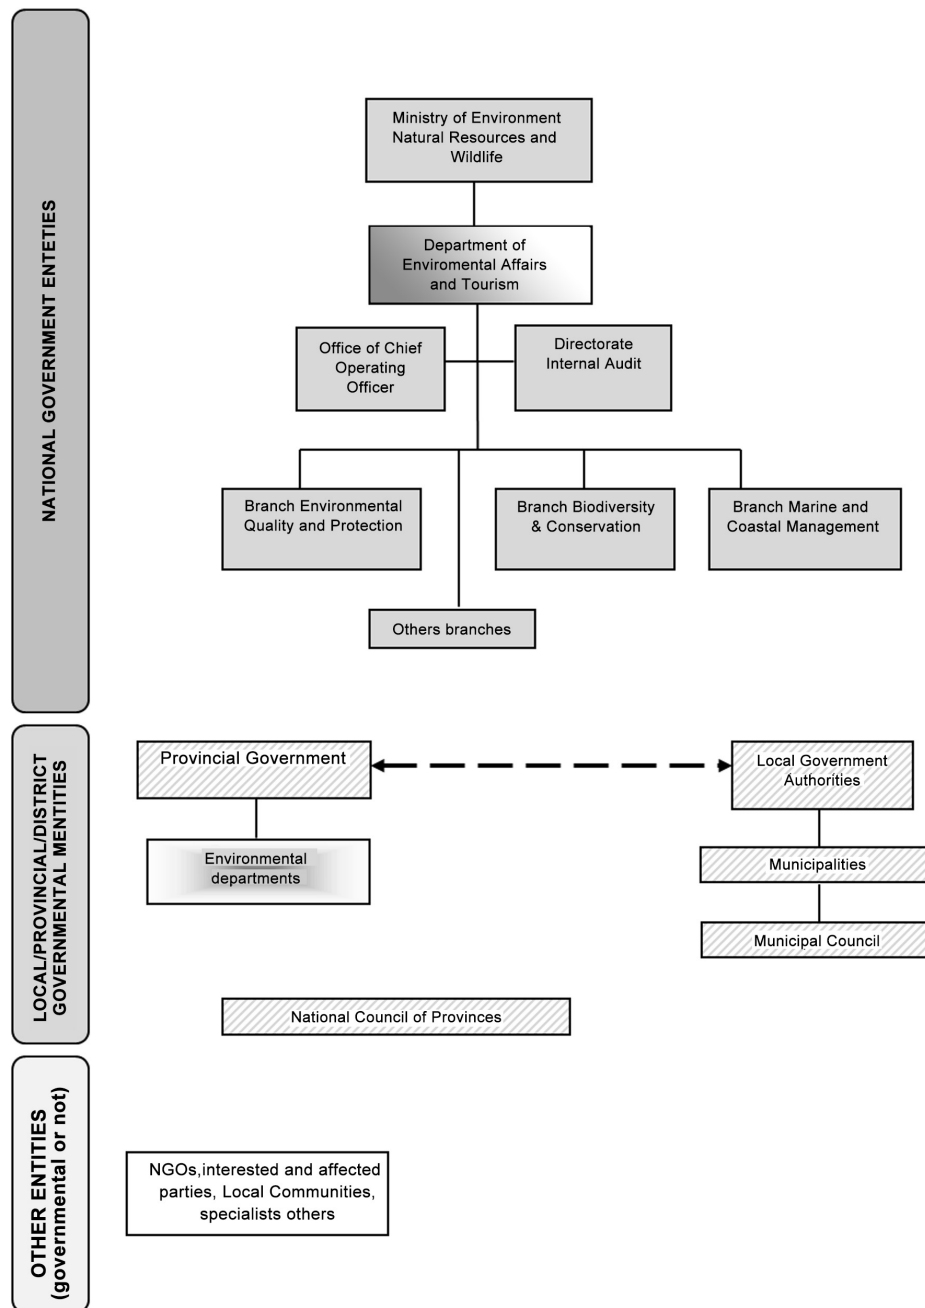 NATIONAL GOVERNMENT ENTETIES
Ministry of Environment
Natural Resources and
Wildlife
Department of
Enviromental Affairs
and Tourism
Office of Chief
Operating
Officer
Directorate
Internal Audit
Branch Environmental
Quality and Protection
Branch Biodiversity
& Conservation
Branch Marine and
Coastal Management
Others branches
LOCAL/PROVINCIAL/DISTRICT
GOVERNMENTAL MENTITIES
Provincial Government
Local Government
Authorities
Environmental
departments
Municipalities
Municipal Council
National Council of Provinces
OTHER ENTITIES
(governmental or not)
NGOs,interested and affected
parties, Local Communities,
specialists others